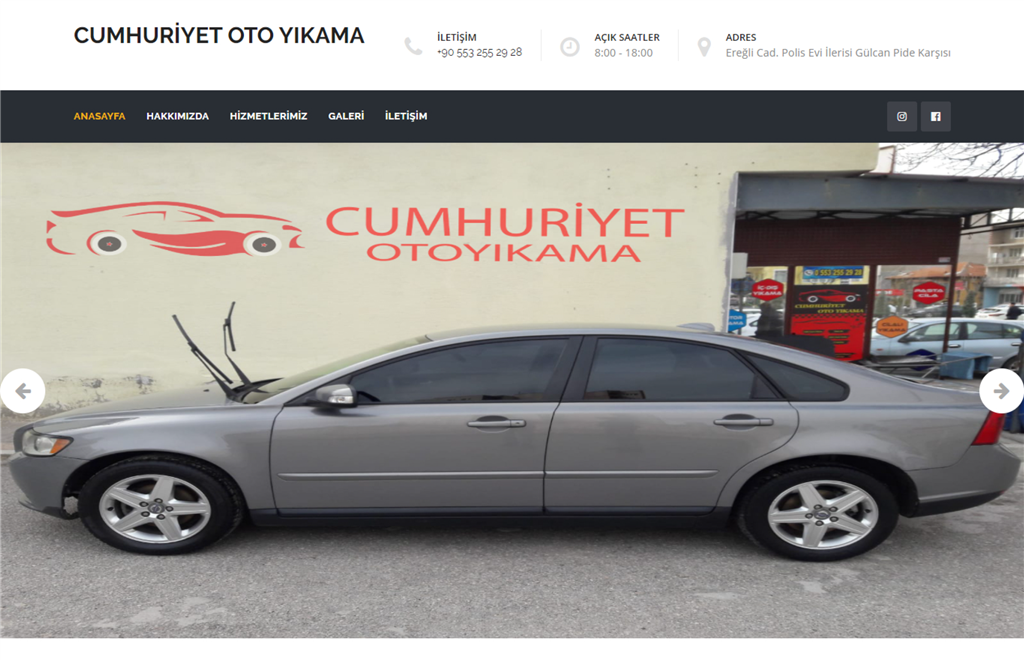 CUMHURİYET OTO YIKAMA
İLETİŞİM
+90 553 255 29 28
AÇIK SAATLER
8:00 - 18:00
ADRES
Ereğli Cad. Polis Evi İlerisi Gülcan Pide Karşısı
ANASAYFA HAKKIMIZDA HİZMETLERİMİZ GALERİ İLETİŞİM
CUMHURİYET
OTOYIKAMA
0 553 255 29 28
İÇ-DIŞ
YIKAMA
PASTA
CİLA
CUMHURİYET
OTO YIKAMA